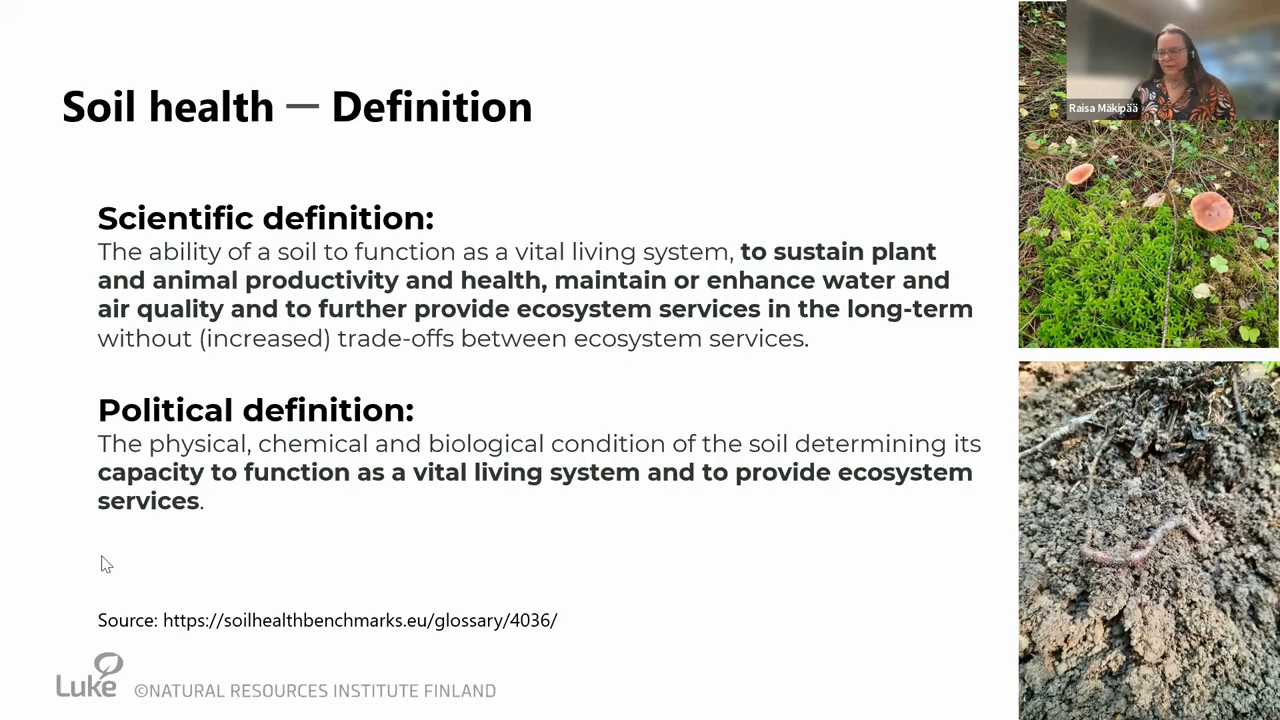 Soil health — Definition
Raisa Mäkipää
Scientific definition:
The ability of a soil to function as a vital living system, to sustain plant
and animal productivity and health, maintain or enhance water and
air quality and to further provide ecosystem services in the long-term
without (increased) trade-offs between ecosystem services.
Political definition:
The physical, chemical and biological condition of the soil determining its
capacity to function as a vital living system and to provide ecosystem
services.
Source: https://soilhealthbenchmarks.eu/glossary/4036/
Luke ©NATURAL RESOURCES INSTITUTE FINLAND